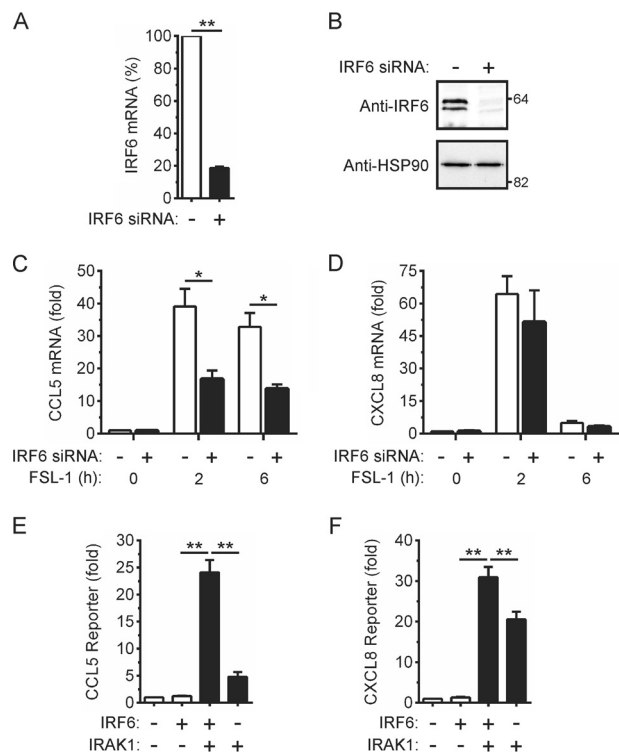 A
B
**
100
80
60
40
20
0
IRF6 mRNA (%)
IRF6 siRNA: - +
IRF6 siRNA: - +
Anti-IRF6
64
Anti-HSP90
82
C
D
50
40
30
20
10
0
CCL5 mRNA (fold)
* *
IRF6 siRNA: - + - + - +
FSL-1 (h): 0 2 6
75
60
45
30
15
0
CXCL8 mRNA (fold)
IRF6 siRNA: - + - + - +
FSL-1 (h): 0 2 6
E
F
30
25
20
15
10
5
0
CCL5 Reporter (fold)
** **
IRF6: - + + -
IRAK1: - - + +
40
30
20
10
0
CXCL8 Reporter (fold)
** **
IRF6: - + + -
IRAK1: - - + +